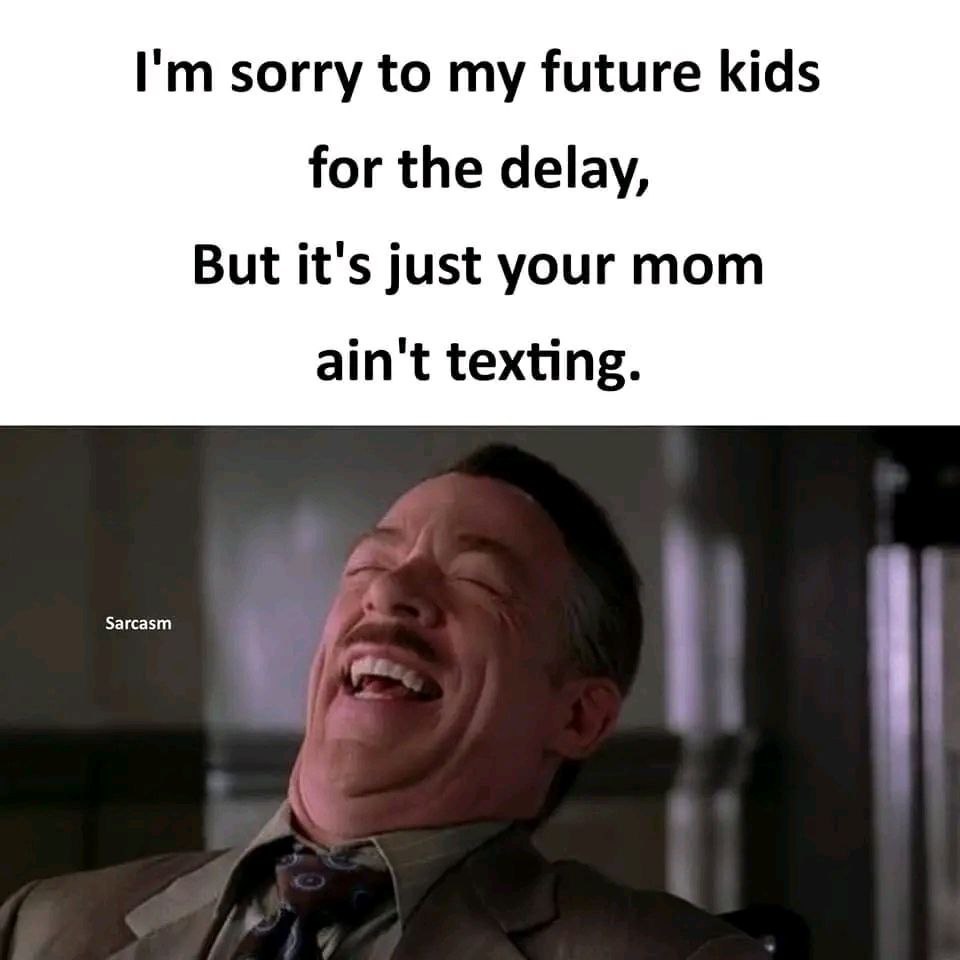 I'm sorry to my future kids
for the delay,
But it's just your mom
ain't texting.
Sarcasm